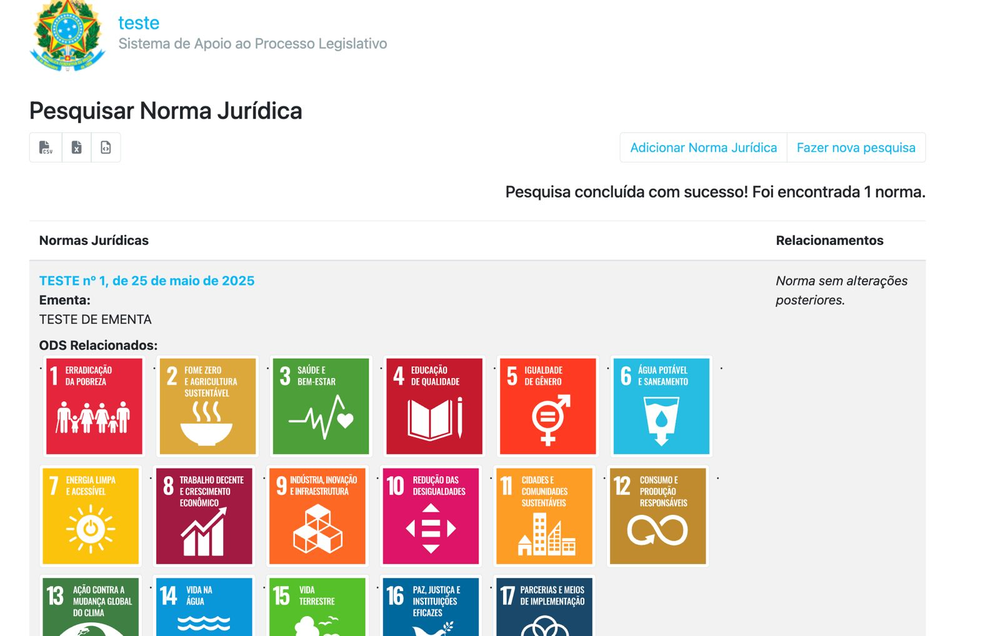 teste
Sistema de Apoio ao Processo Legislativo
Pesquisar Norma Jurídica
CSV
X
Adicionar Norma Jurídica
Fazer nova pesquisa
Pesquisa concluída com sucesso! Foi encontrada 1 norma.
Normas Jurídicas
Relacionamentos
TESTE nº 1, de 25 de maio de 2025
Norma sem alterações
posteriores.
Ementa:
TESTE DE EMENTA
ODS Relacionados:
1 ERRADICAÇÃO
DA POBREZA
2 FOME ZERO
E AGRICULTURA
SUSTENTÁVEL
3 SAÚDE E
BEM-ESTAR
4 EDUCAÇÃO
DE QUALIDADE
5 IGUALDADE
DE GÊNERO
6 ÁGUA POTÁVEL
E SANEAMENTO
7 ENERGIA LIMPA
E ACESSÍVEL
8 TRABALHO DECENTE
E CRESCIMENTO
ECONÔMICO
9 INDÚSTRIA, INOVAÇÃO
E INFRAESTRUTURA
10 REDUÇÃO DAS
DESIGUALDADES
11 CIDADES E
COMUNIDADES
SUSTENTÁVEIS
12 CONSUMO E
PRODUÇÃO
RESPONSÁVEIS
13 AÇÃO CONTRA A
MUDANÇA GLOBAL
DO CLIMA
14 VIDA NA
ÁGUA
15 VIDA
TERRESTRE
16 PAZ, JUSTIÇA E
INSTITUIÇÕES
EFICAZES
17 PARCERIAS E MEIOS
DE IMPLEMENTAÇÃO